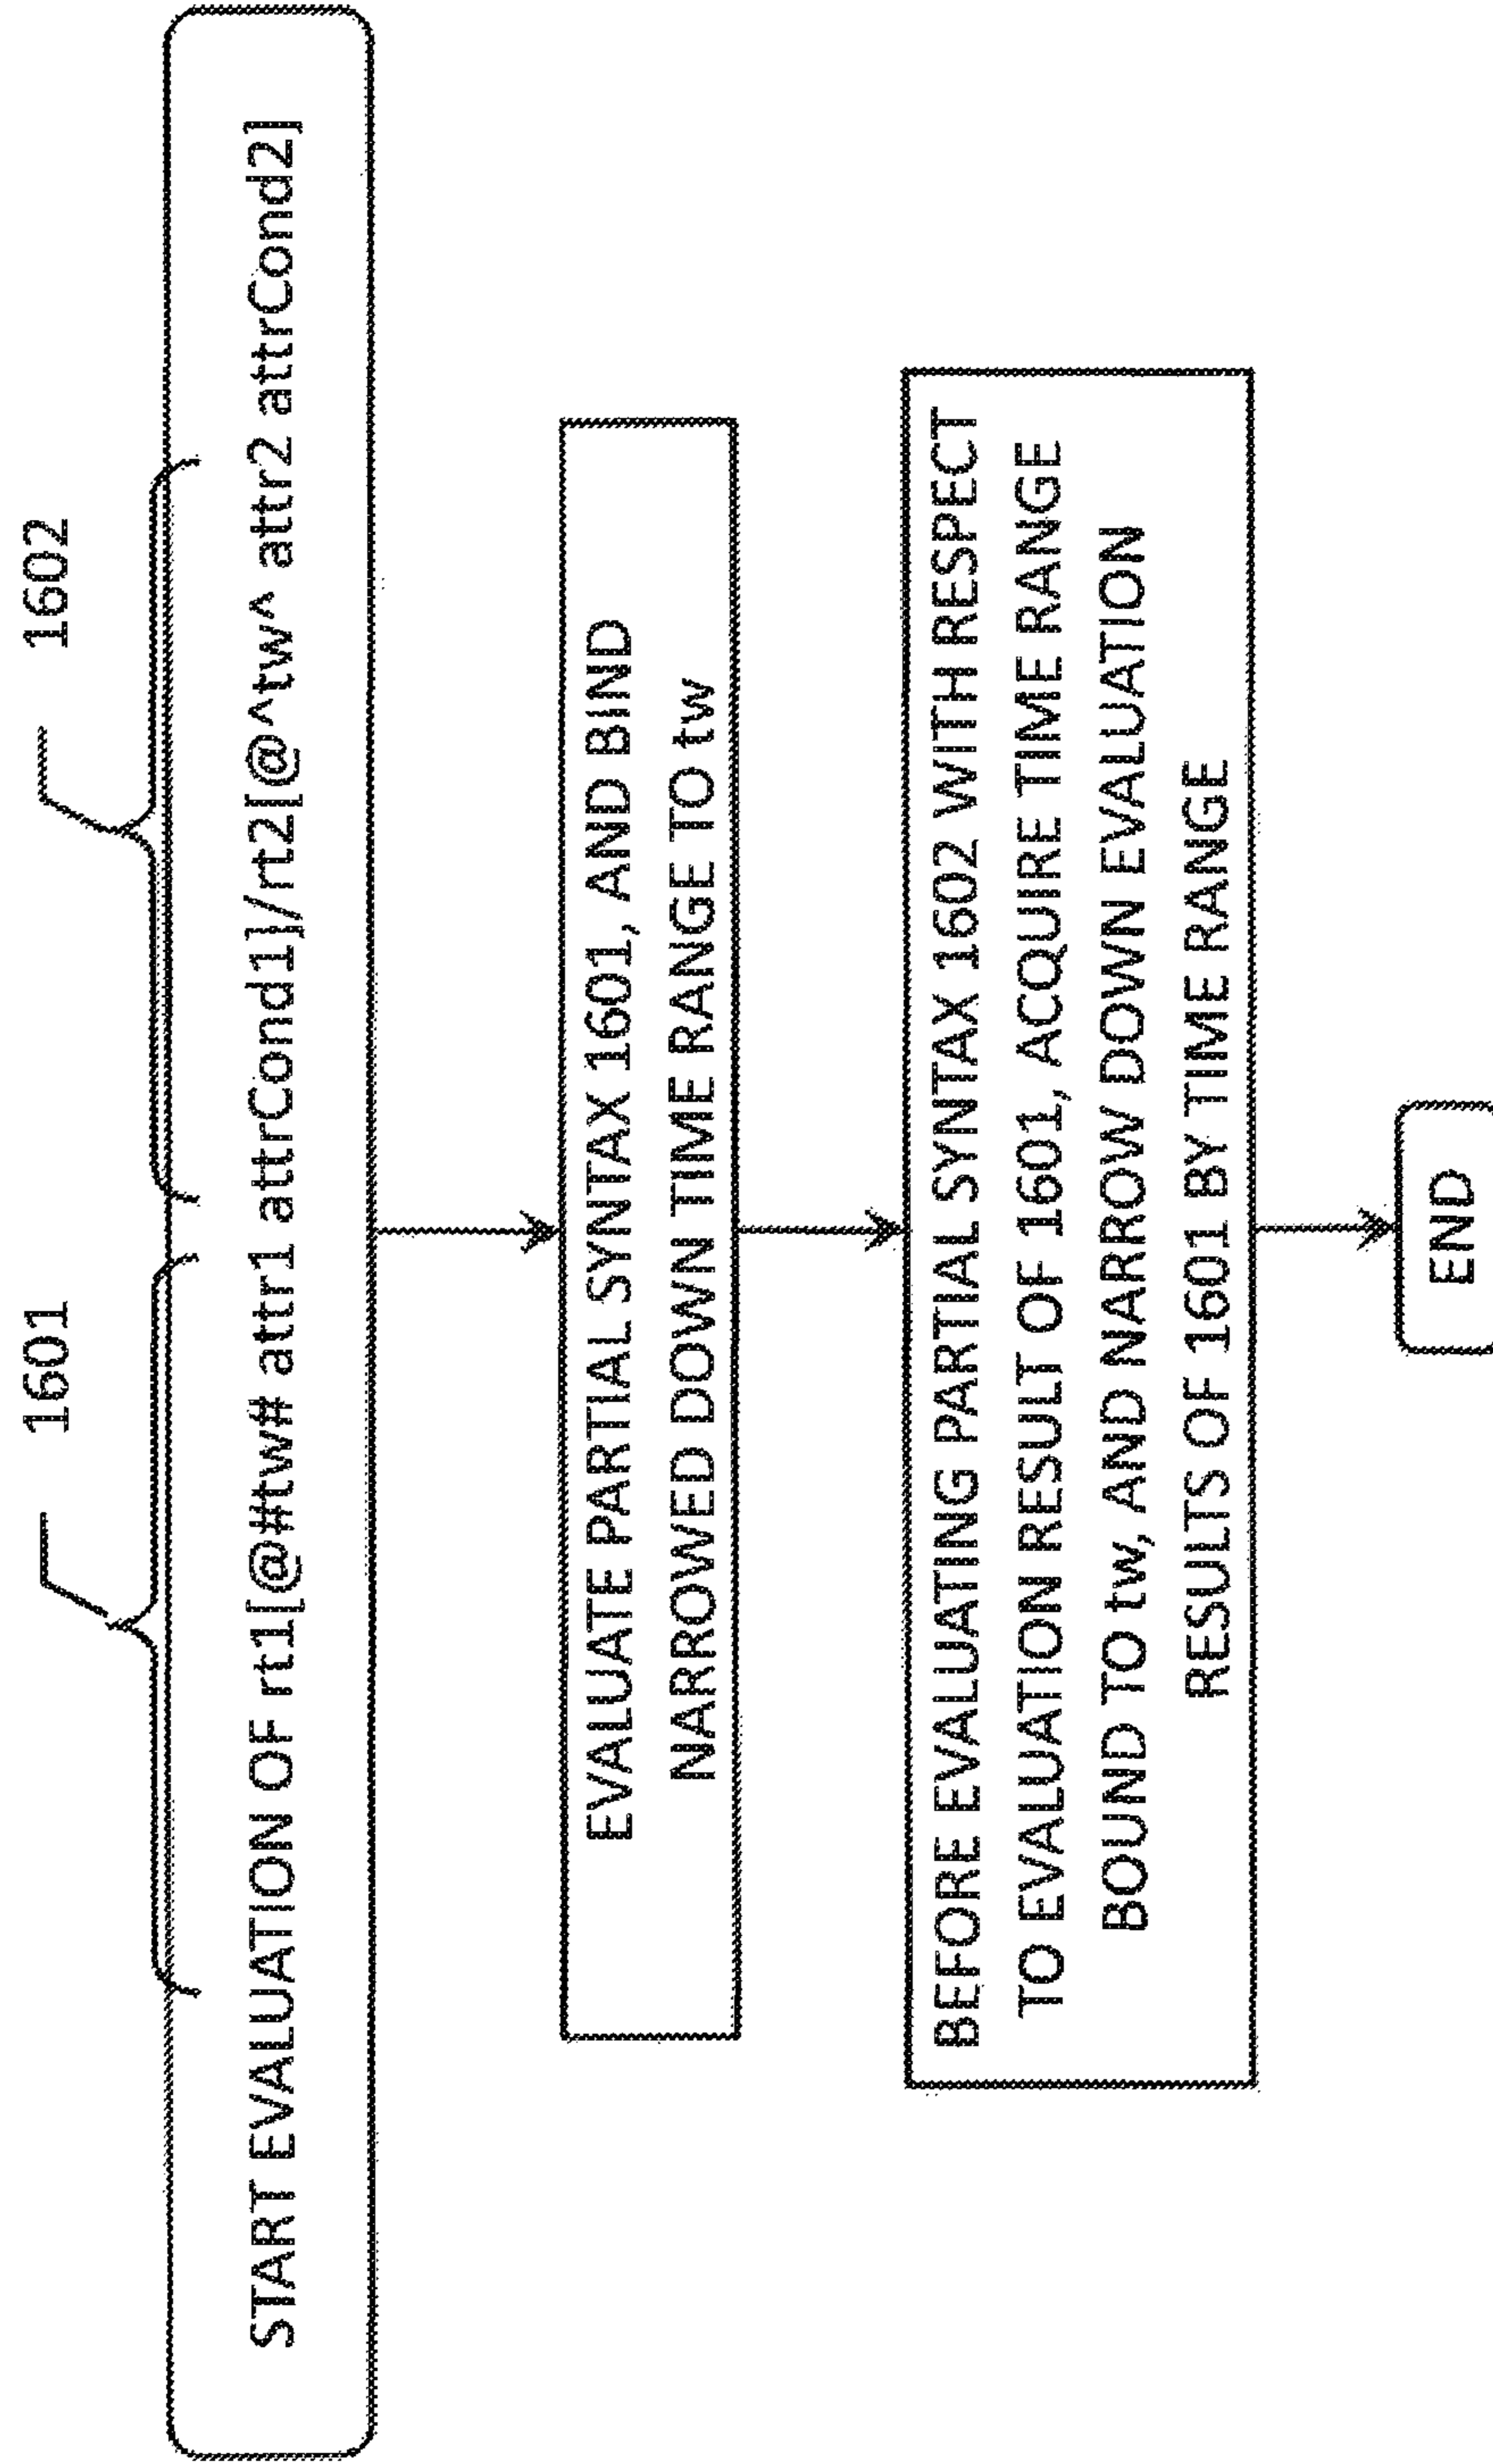 1601
1602
START EVALUATION OF rt1[@#tw# attr1 attrCond1]/rt2[@^tw^ attr2 attrCond2]
EVALUATE PARTIAL SYNTAX 1601, AND BIND
NARROWED DOWN TIME RANGE TO tw
BEFORE EVALUATING PARTIAL SYNTAX 1602 WITH RESPECT
TO EVALUATION RESULT OF 1601, ACQUIRE TIME RANGE
BOUND TO tw, AND NARROW DOWN EVALUATION
RESULTS OF 1601 BY TIME RANGE
END